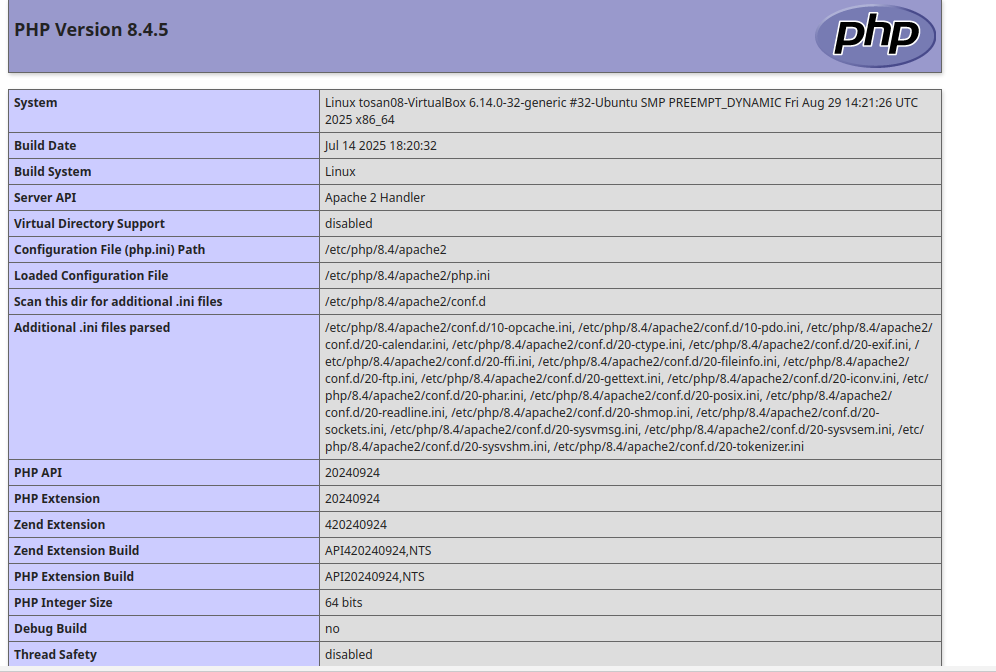 PHP Version 8.4.5
php
System
Linux tosan08-VirtualBox 6.14.0-32-generic #32-Ubuntu SMP PREEMPT_DYNAMIC Fri Aug 29 14:21:26 UTC
2025 x86_64
Build Date
Jul 14 2025 18:20:32
Build System
Linux
Server API
Apache 2 Handler
Virtual Directory Support
disabled
Configuration File (php.ini) Path
/etc/php/8.4/apache2
Loaded Configuration File
/etc/php/8.4/apache2/php.ini
Scan this dir for additional .ini files
/etc/php/8.4/apache2/conf.d
Additional .ini files parsed
/etc/php/8.4/apache2/conf.d/10-opcache.ini, /etc/php/8.4/apache2/conf.d/10-pdo.ini, /etc/php/8.4/apache2/
conf.d/20-calendar.ini, /etc/php/8.4/apache2/conf.d/20-ctype.ini, /etc/php/8.4/apache2/conf.d/20-exif.ini, /
etc/php/8.4/apache2/conf.d/20-ffi.ini, /etc/php/8.4/apache2/conf.d/20-fileinfo.ini, /etc/php/8.4/apache2/
conf.d/20-ftp.ini, /etc/php/8.4/apache2/conf.d/20-gettext.ini, /etc/php/8.4/apache2/conf.d/20-iconv.ini, /etc/
php/8.4/apache2/conf.d/20-phar.ini, /etc/php/8.4/apache2/conf.d/20-posix.ini, /etc/php/8.4/apache2/
conf.d/20-readline.ini, /etc/php/8.4/apache2/conf.d/20-shmop.ini, /etc/php/8.4/apache2/conf.d/20-
sockets.ini, /etc/php/8.4/apache2/conf.d/20-sysvmsg.ini, /etc/php/8.4/apache2/conf.d/20-sysvsem.ini, /etc/
php/8.4/apache2/conf.d/20-sysvshm.ini, /etc/php/8.4/apache2/conf.d/20-tokenizer.ini
PHP API
20240924
PHP Extension
20240924
Zend Extension
420240924
Zend Extension Build
API420240924,NTS
PHP Extension Build
API20240924,NTS
PHP Integer Size
64 bits
Debug Build
no
Thread Safety
disabled